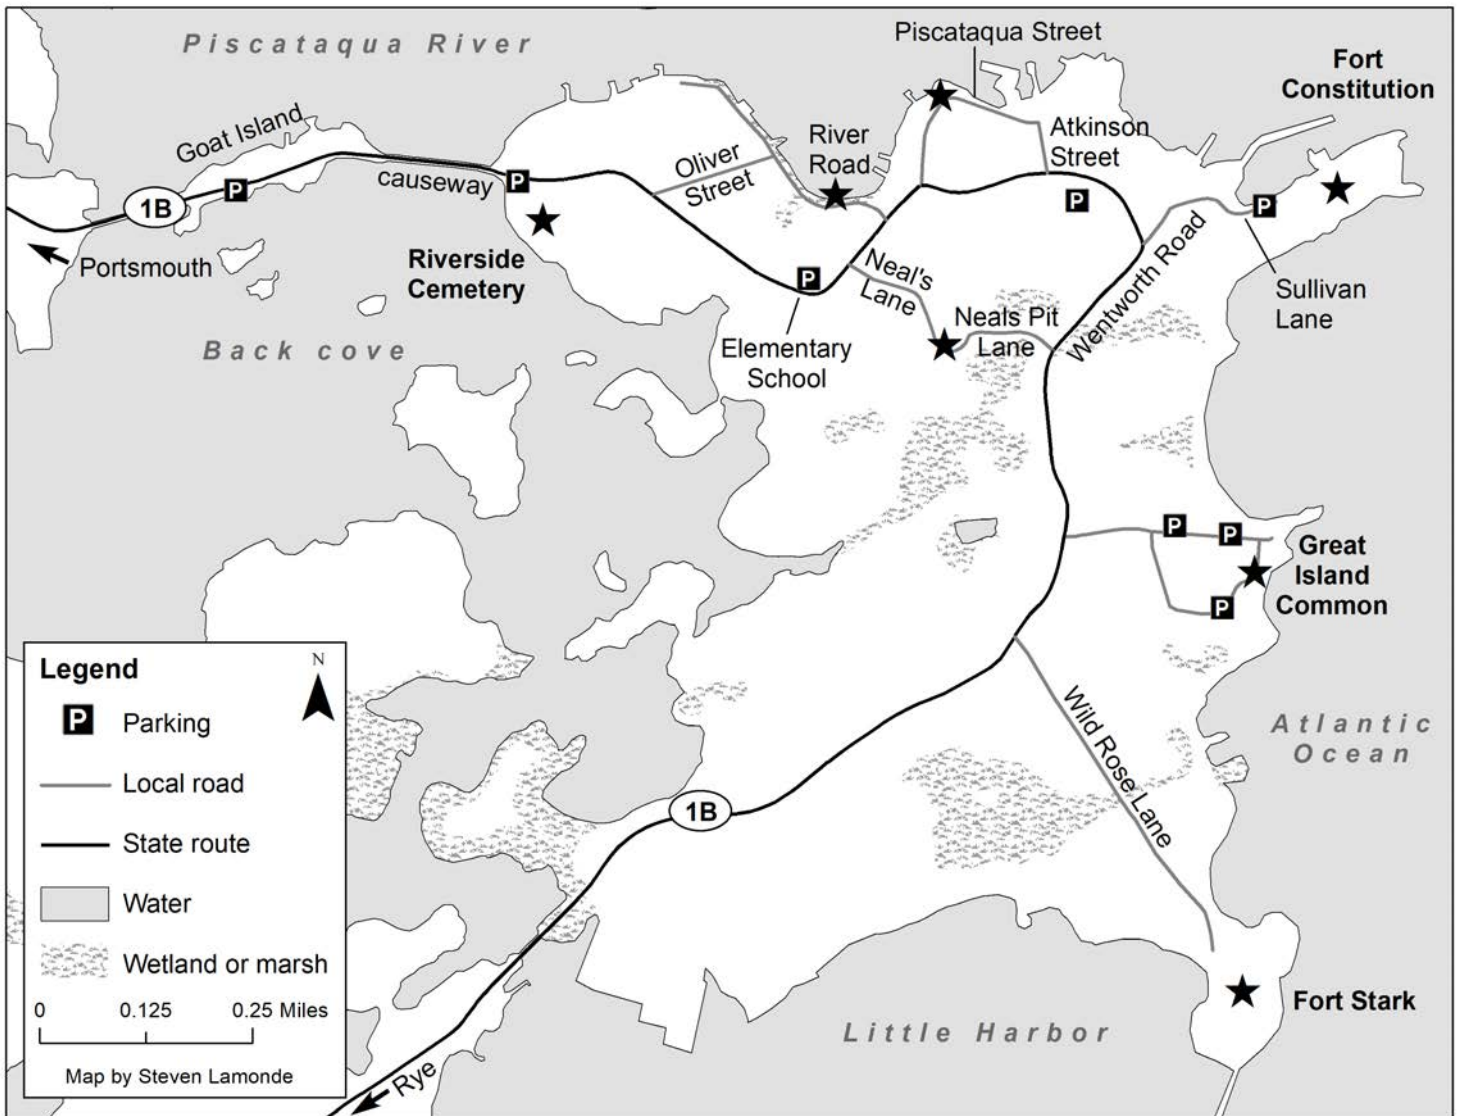 Piscataqua River
Piscataqua Street
Fort
Constitution
Goat Island
Atkinson
Street
River
Road
Oliver
Street
causeway
P
P
P
P
1B
Portsmouth
Riverside
Cemetery
Neal's
Lane
Wentworth Road
Sullivan
Lane
P
Neals Pit
Lane
Elementary
School
Back cove
P
P
Great
Island
Common
P
Legend
N
P Parking
Local road
State route
Water
Wetland or marsh
0 0.125 0.25 Miles
Map by Steven Lamonde
Wild Rose Lane
Atlantic
Ocean
1B
Fort Stark
Little Harbor
Rye